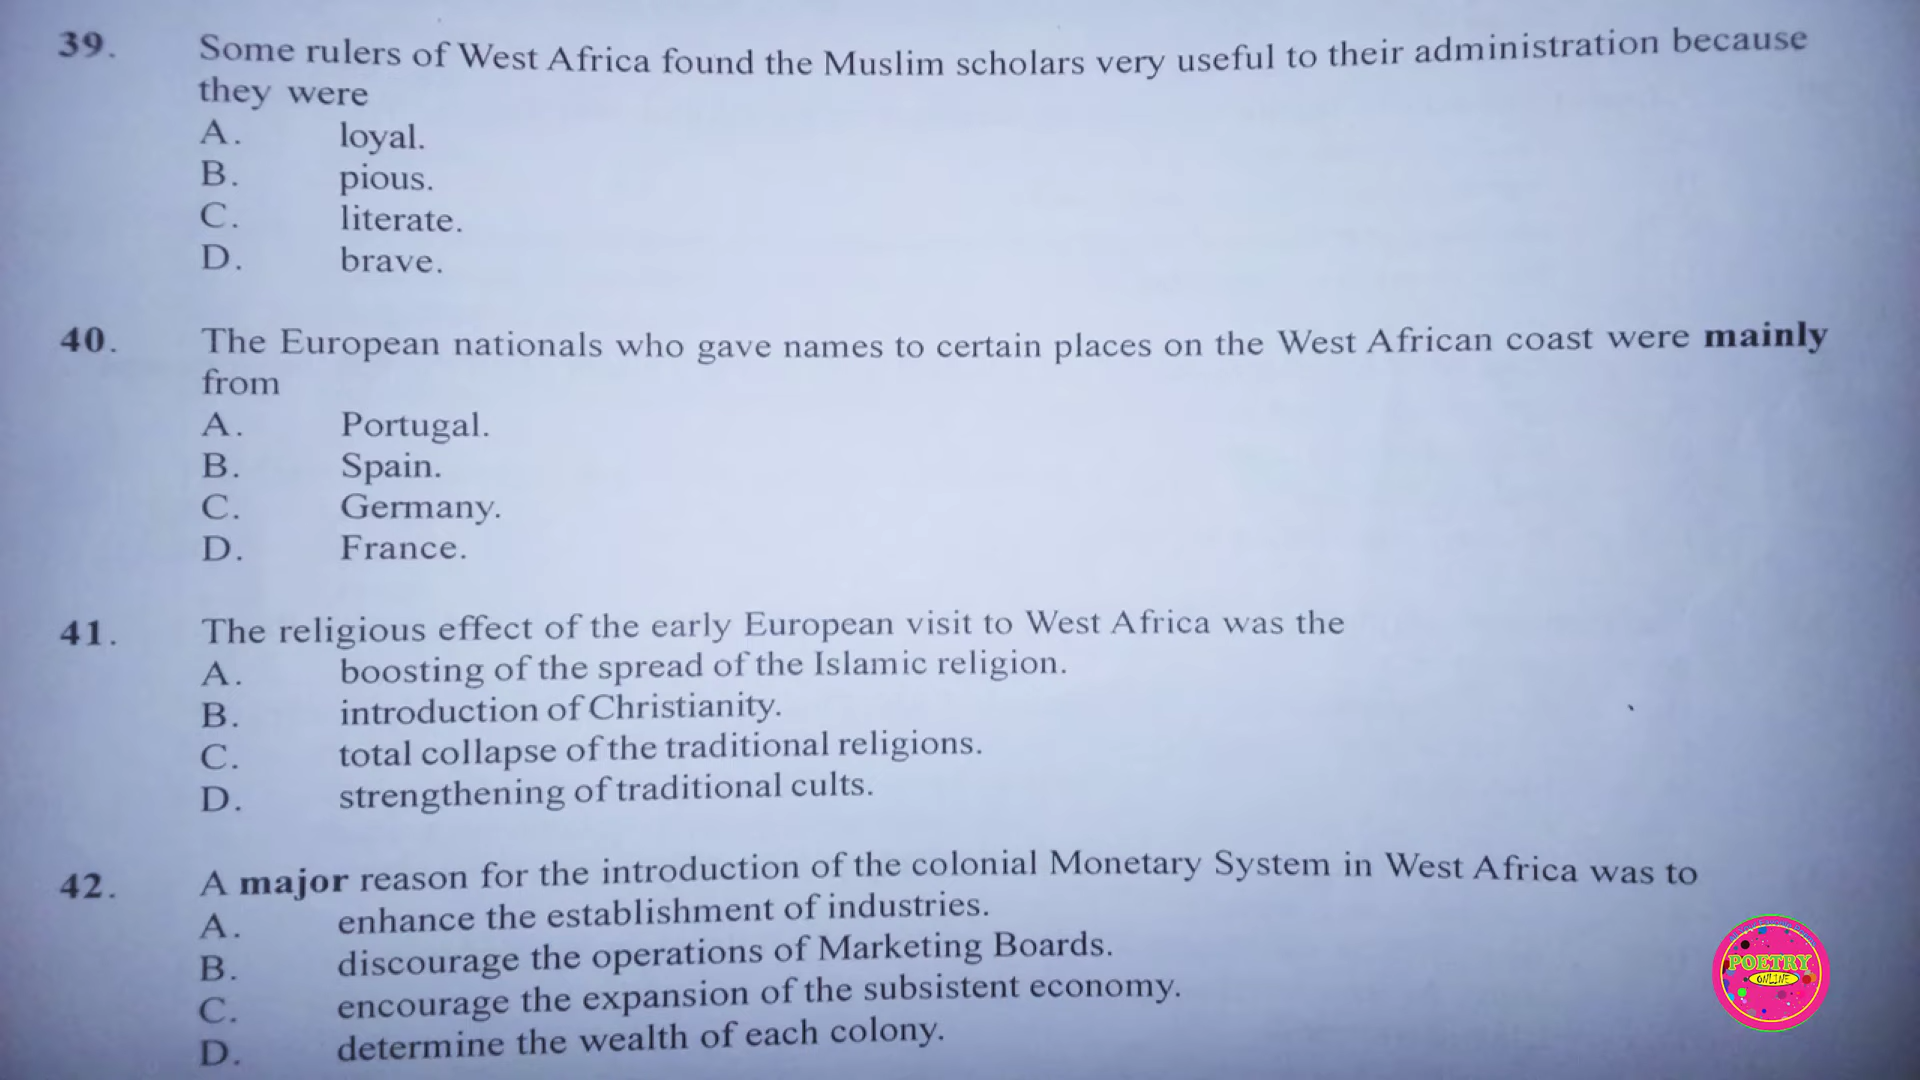 39. Some rulers of West Africa found the Muslim scholars very useful to their administration because
they were
A. loyal.
B. pious.
C. literate.
D. brave.
40. The European nationals who gave names to certain places on the West African coast were mainly
from
A. Portugal.
B. Spain.
C. Germany.
D. France.
41. The religious effect of the early European visit to West Africa was the
A. boosting of the spread of the Islamic religion.
B. introduction of Christianity.
C. total collapse of the traditional religions.
D. strengthening of traditional cults.
42. A major reason for the introduction of the colonial Monetary System in West Africa was to
A. enhance the establishment of industries.
B. discourage the operations of Marketing Boards.
C. encourage the expansion of the subsistent economy.
D. determine the wealth of each colony.
POETRY
ONLINE